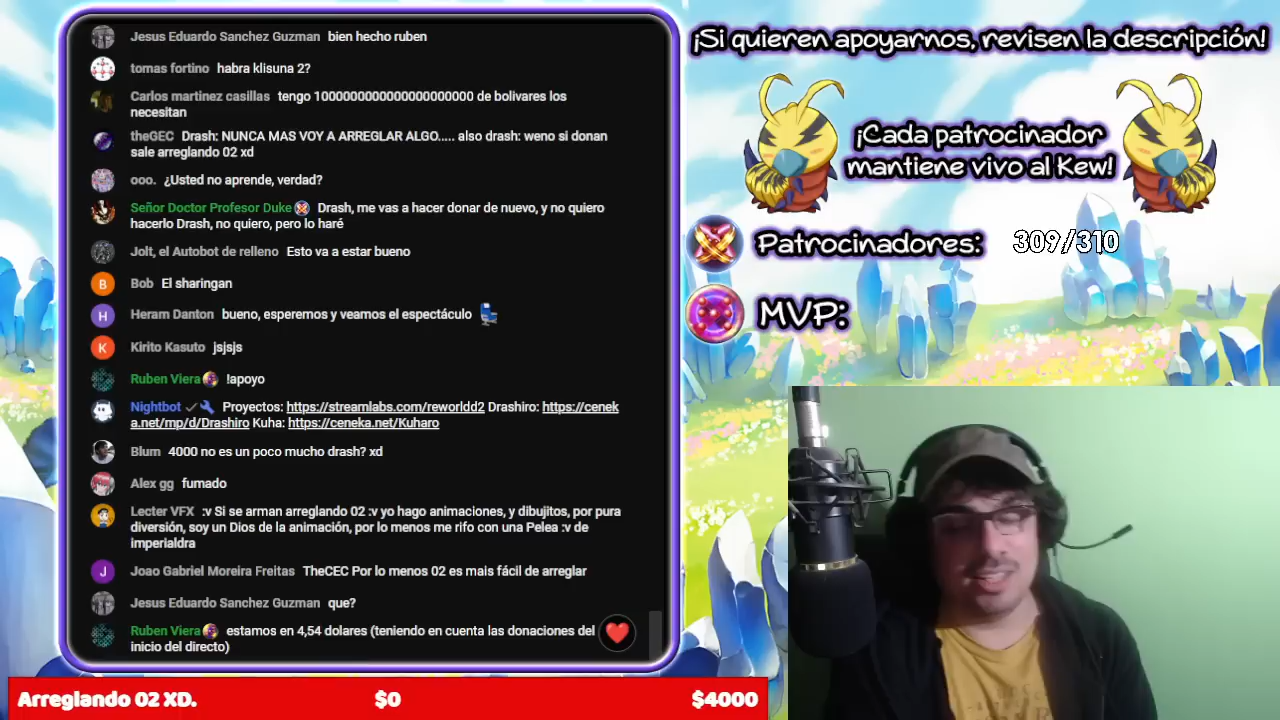 Jesus Eduardo Sanchez Guzman bien hecho ruben
tomas fortino habra klisuna 2?
Carlos martinez casillas tengo 1000000000000000000000 de bolivares los
necesitan
theGEC Drash: NUNCA MAS VOY A ARREGLAR ALGO..... also drash: weno si donan
sale arreglando 02 xd
ooo. ¿Usted no aprende, verdad?
Señor Doctor Profesor Duke Drash, me vas a hacer donar de nuevo, y no quiero
hacerlo Drash, no quiero, pero lo haré
Jolt, el Autobot de relleno Esto va a estar bueno
B Bob El sharingan
H Heram Danton bueno, esperemos y veamos el espectáculo
K Kirito Kasuto jsjsjs
Ruben Viera !apoyo
Nightbot Proyectos: https://streamlabs.com/reworldd2 Drashiro: https://cenek
a.net/mp/d/Drashiro Kuha: https://ceneka.net/Kuharo
Blum 4000 no es un poco mucho drash? xd
Alex gg fumado
Lecter VFX :v Si se arman arreglando 02 :v yo hago animaciones, y dibujitos, por pura
diversión, soy un Dios de la animación, por lo menos me rifo con una Pelea :v de
imperialdra
J Joao Gabriel Moreira Freitas TheCEC Por lo menos 02 es mais fácil de arreglar
Jesus Eduardo Sanchez Guzman que?
Ruben Viera estamos en 4,54 dolares (teniendo en cuenta las donaciones del
inicio del directo)
Arreglando 02 XD. $0 $4000
¡Si quieren apoyarnos, revisen la descripción!
¡Cada patrocinador
mantiene vivo al Kew!
Patrocinadores: 309/310
MVP: